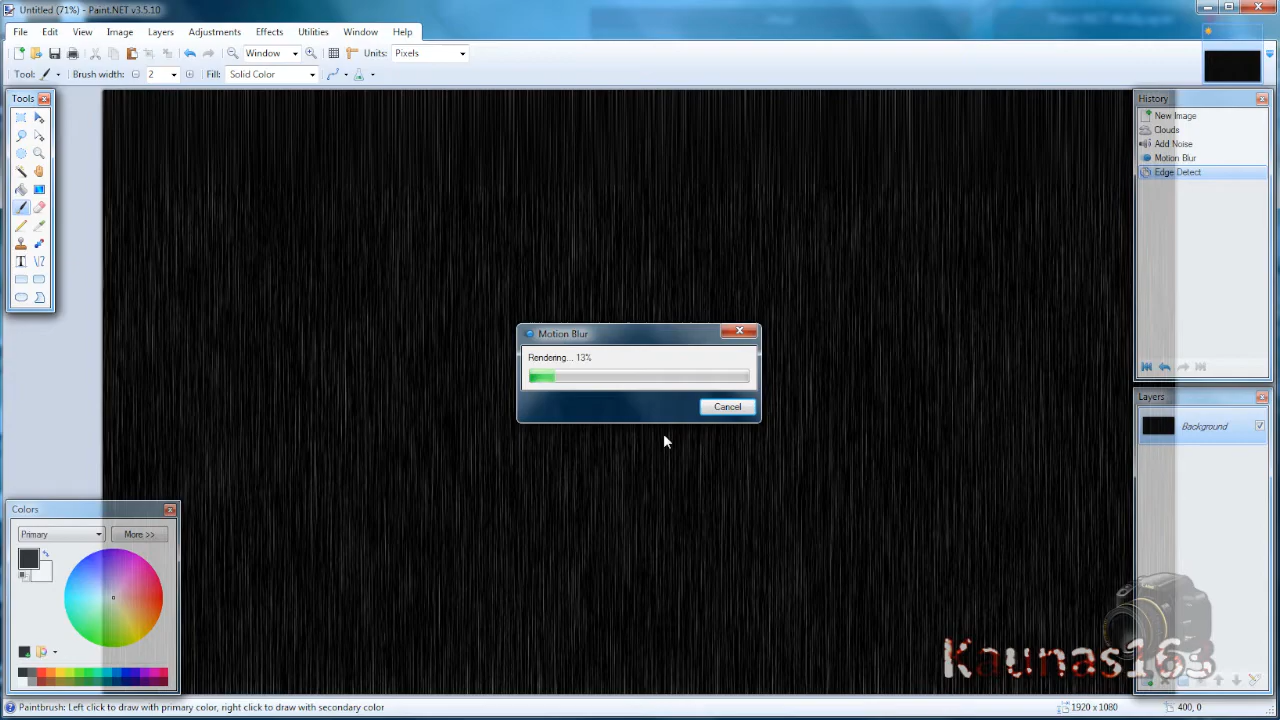 Untitled (71%) - Paint.NET v3.5.10
File Edit View Image Layers Adjustments Effects Utilities Window Help
Window Units: Pixels
Tool: Brush width: 2 Fill: Solid Color
Tools
History
New Image
Clouds
Add Noise
Motion Blur
Edge Detect
Motion Blur
Rendering... 13%
Cancel
Layers
Background
Colors
Primary More >>
Kaunas163
Paintbrush: Left click to draw with primary color, right click to draw with secondary color 1920 x 1080 400, 0